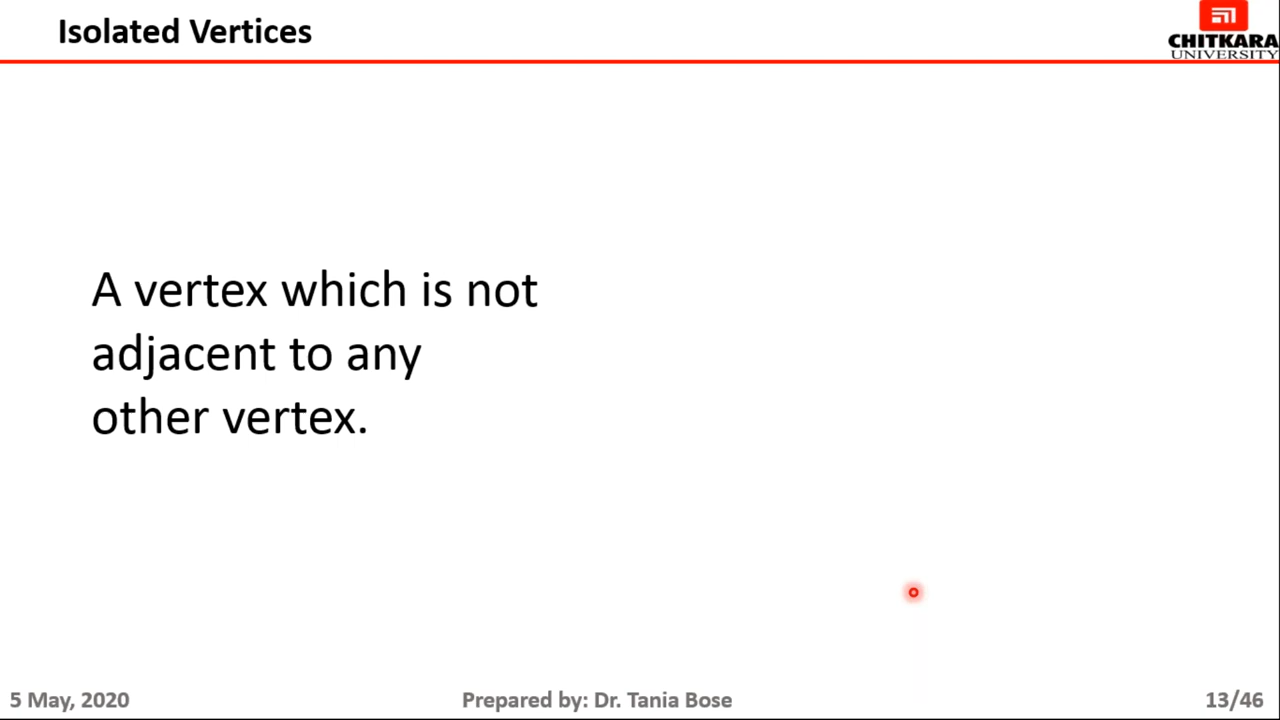 Isolated Vertices
CHITKARA
UNIVERSITY
A vertex which is not
adjacent to any
other vertex.
5 May, 2020
Prepared by: Dr. Tania Bose
13/46